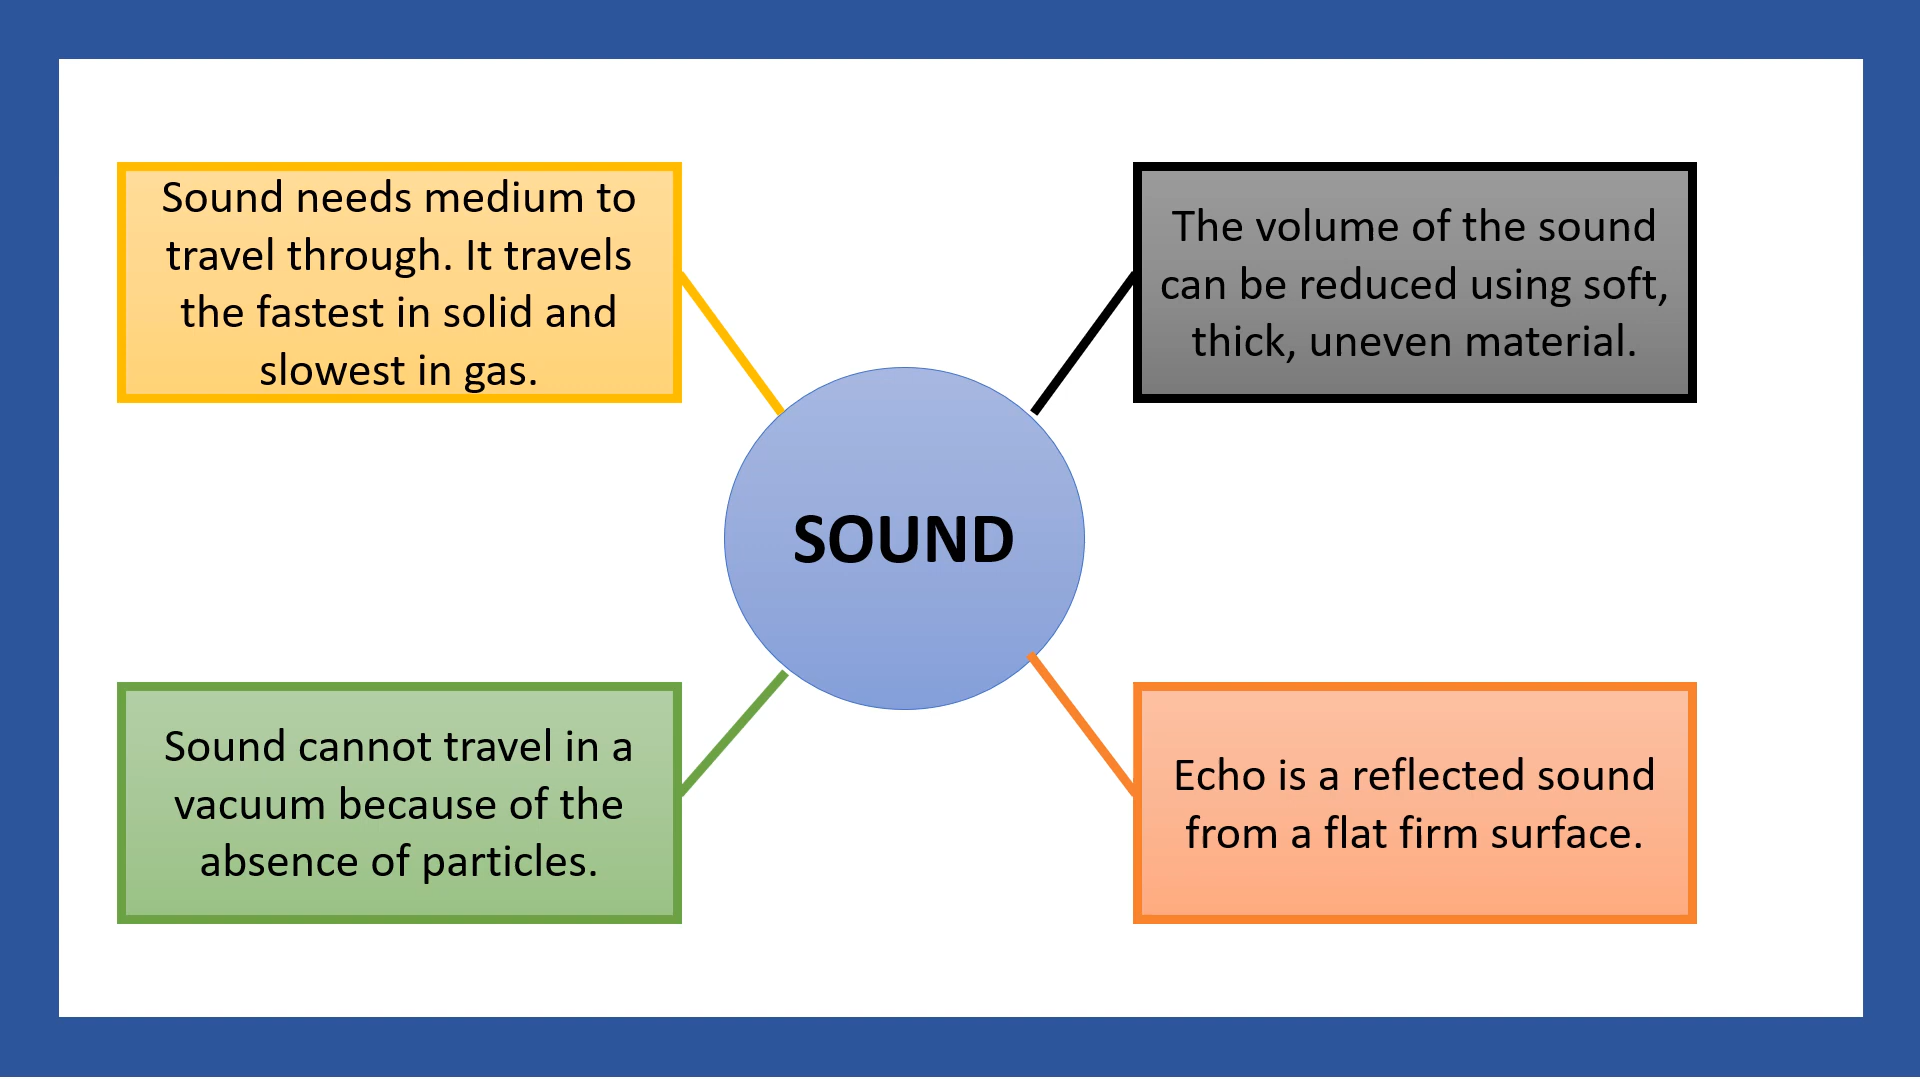 Sound needs medium to
travel through. It travels
the fastest in solid and
slowest in gas.
The volume of the sound
can be reduced using soft,
thick, uneven material.
SOUND
Sound cannot travel in a
vacuum because of the
absence of particles.
Echo is a reflected sound
from a flat firm surface.